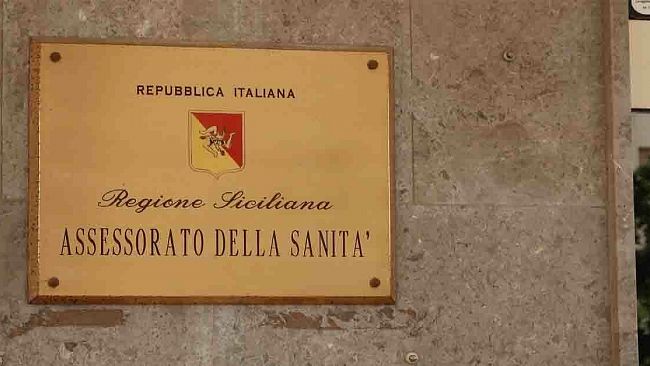 REPUBBLICA ITALIANA
Regione Siciliana
ASSESSORATO DELLA SANITA'